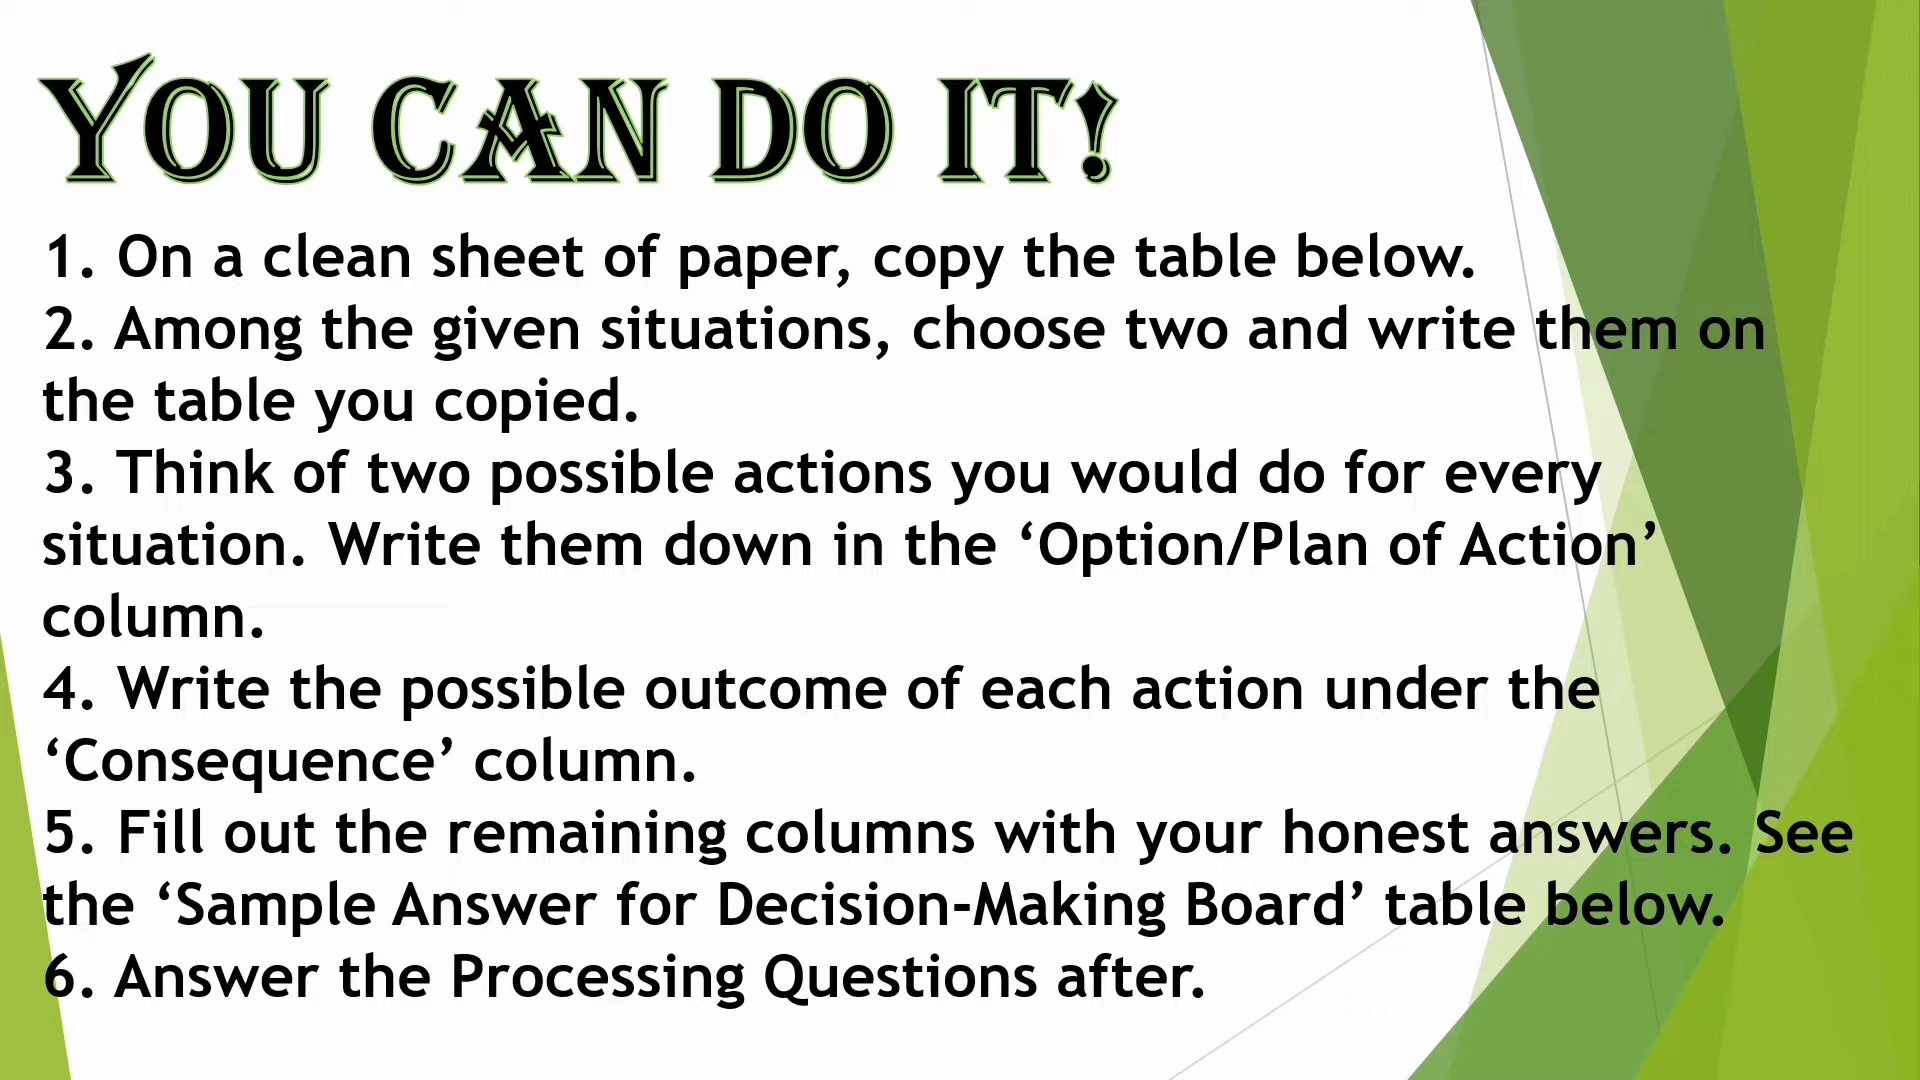 YOU CAN DO IT!
1. On a clean sheet of paper, copy the table below.
2. Among the given situations, choose two and write them on
the table you copied.
3. Think of two possible actions you would do for every
situation. Write them down in the ‘Option/Plan of Action’
column.
4. Write the possible outcome of each action under the
‘Consequence’ column.
5. Fill out the remaining columns with your honest answers. See
the ‘Sample Answer for Decision-Making Board’ table below.
6. Answer the Processing Questions after.